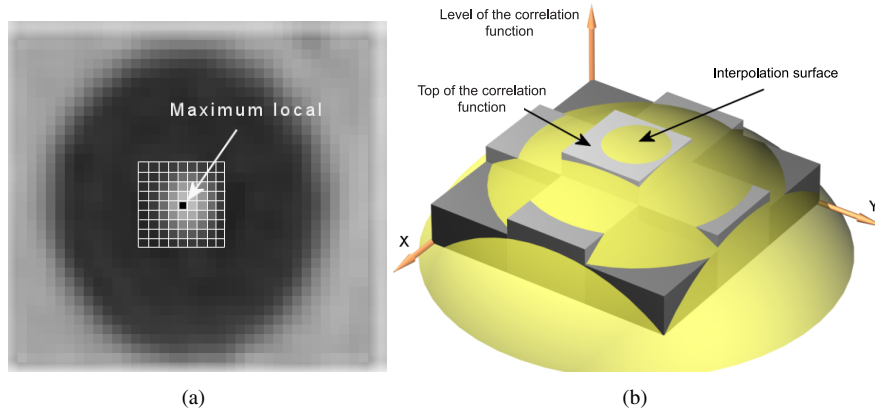 Maximum local
(a)
Level of the correlation
function
Top of the correlation
function
Interpolation surface
X
Y
(b)